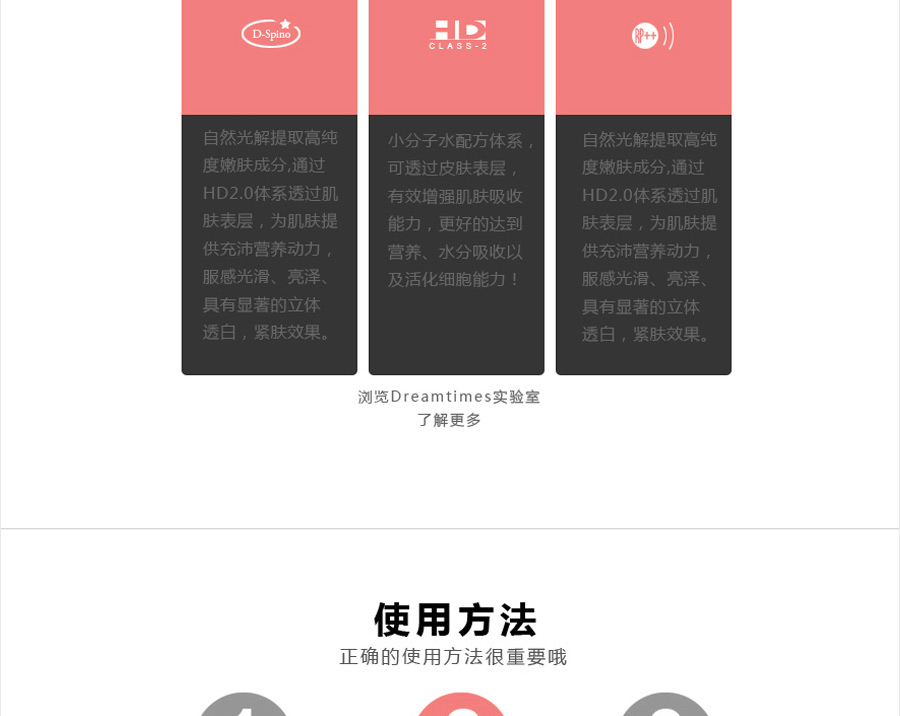 D-Spino
HD
CLASS-2
RP++
自然光解提取高纯
度嫩肤成分,通过
HD2.0体系透过肌
肤表层，为肌肤提
供充沛营养动力，
服感光滑、亮泽、
具有显著的立体
透白，紧肤效果。
小分子水配方体系，
可透过皮肤表层，
有效增强肌肤吸收
能力，更好的达到
营养、水分吸收以
及活化细胞能力！
自然光解提取高纯
度嫩肤成分,通过
HD2.0体系透过肌
肤表层，为肌肤提
供充沛营养动力，
服感光滑、亮泽、
具有显著的立体
透白，紧肤效果。
浏览Dreamtimes实验室
了解更多
使用方法
正确的使用方法很重要哦